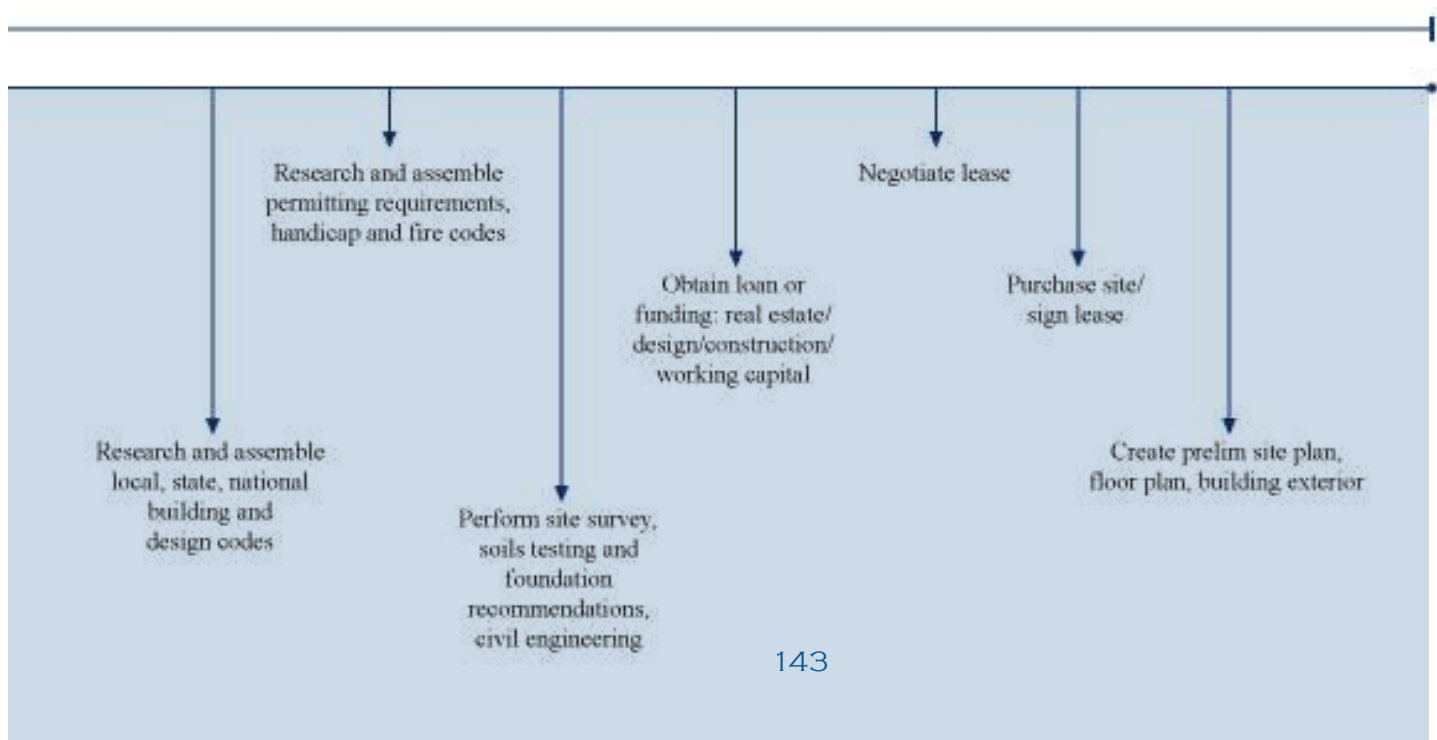 Research and assemble
local, state, national
building and
design codes
Research and assemble
permitting requirements,
handicap and fire codes
Perform site survey,
soils testing and
foundation
recommendations,
civil engineering
Obtain loan or
funding: real estate/
design/construction/
working capital
Negotiate lease
Purchase site/
sign lease
Create prelim site plan,
floor plan, building exterior
143